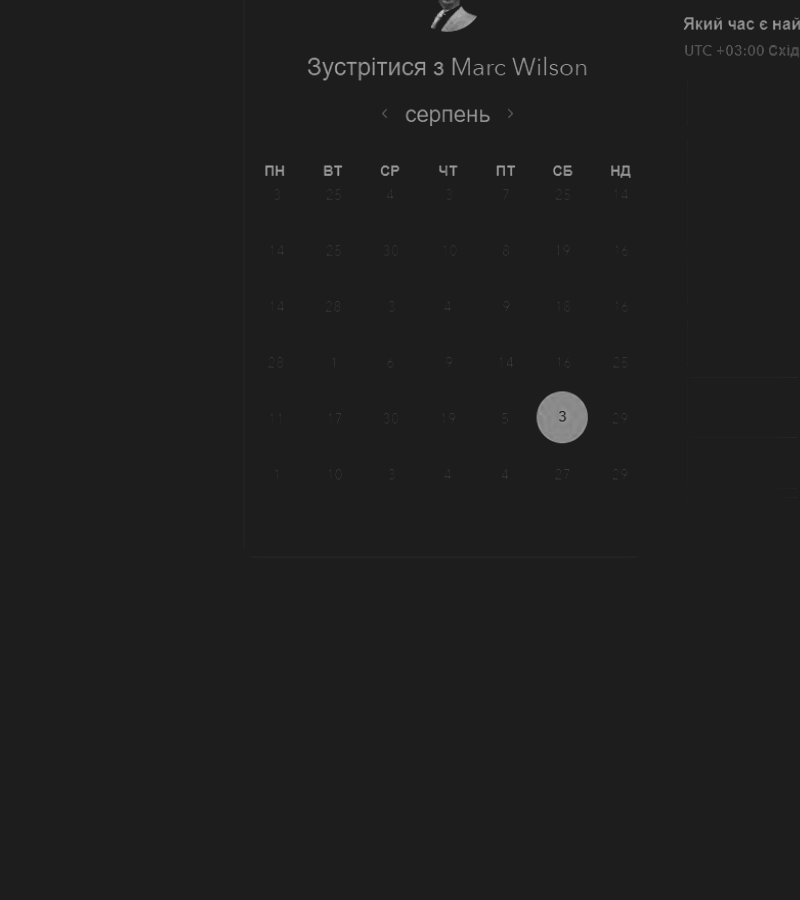 Зустрітися з Marc Wilson
‹ серпень ›
ПН ВТ СР ЧТ ПТ СБ НД
3 25 4 3 7 25 14
14 25 30 10 8 19 16
14 28 3 4 9 18 16
28 1 6 9 14 16 25
11 17 30 19 5 3 29
1 10 3 4 4 27 29
Який час є най
UTC +03:00 Схід